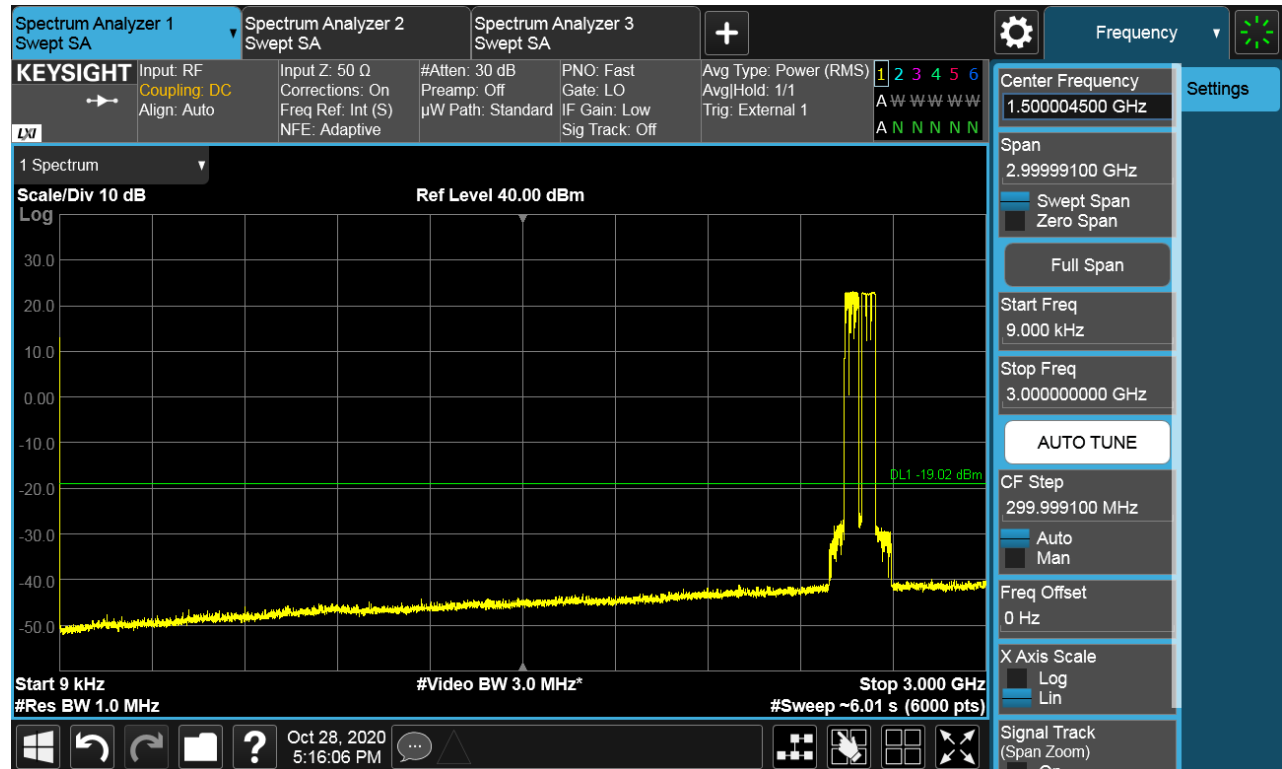 Spectrum Analyzer 1
Swept SA
Spectrum Analyzer 2
Swept SA
Spectrum Analyzer 3
Swept SA
Frequency
KEYSIGHT
LXI
Input: RF
Coupling: DC
Align: Auto
Input Z: 50 Ω
Corrections: On
Freq Ref: Int (S)
NFE: Adaptive
#Atten: 30 dB
Preamp: Off
µW Path: Standard
PNO: Fast
Gate: LO
IF Gain: Low
Sig Track: Off
Avg Type: Power (RMS)
Avg|Hold: 1/1
Trig: External 1
1 2 3 4 5 6
A W W W W W
A N N N N N
1 Spectrum
Scale/Div 10 dB
Ref Level 40.00 dBm
Log
30.0
20.0
10.0
0.00
-10.0
-20.0
-30.0
-40.0
-50.0
DL1 -19.02 dBm
Start 9 kHz
#Video BW 3.0 MHz*
Stop 3.000 GHz
#Res BW 1.0 MHz
#Sweep ~6.01 s (6000 pts)
Center Frequency
1.500004500 GHz
Settings
Span
2.99999100 GHz
Swept Span
Zero Span
Full Span
Start Freq
9.000 kHz
Stop Freq
3.000000000 GHz
AUTO TUNE
CF Step
299.999100 MHz
Auto
Man
Freq Offset
0 Hz
X Axis Scale
Log
Lin
Signal Track
(Span Zoom)
?
Oct 28, 2020
5:16:06 PM